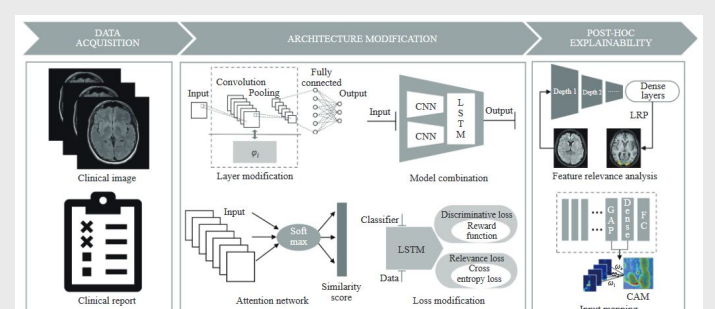 DATA
ACQUISITION
ARCHITECTURE MODIFICATION
POST-HOC
EXPLAINABILITY
Clinical image
Clinical report
Input
Convolution
Pooling
Fully
connected
Output
φi
Layer modification
Input
CNN
CNN
L
S
T
M
Output
Model combination
Input
Soft
max
Similarity
score
Attention network
Classifier
LSTM
Data
Discriminative loss
Reward
function
Relevance loss
Cross
entropy loss
Loss modification
Depth 1
Depth 2
......
Dense
layers
LRP
Feature relevance analysis
...
...
G
A
P
D
e
n
s
e
F
C
CAM
Input mapping